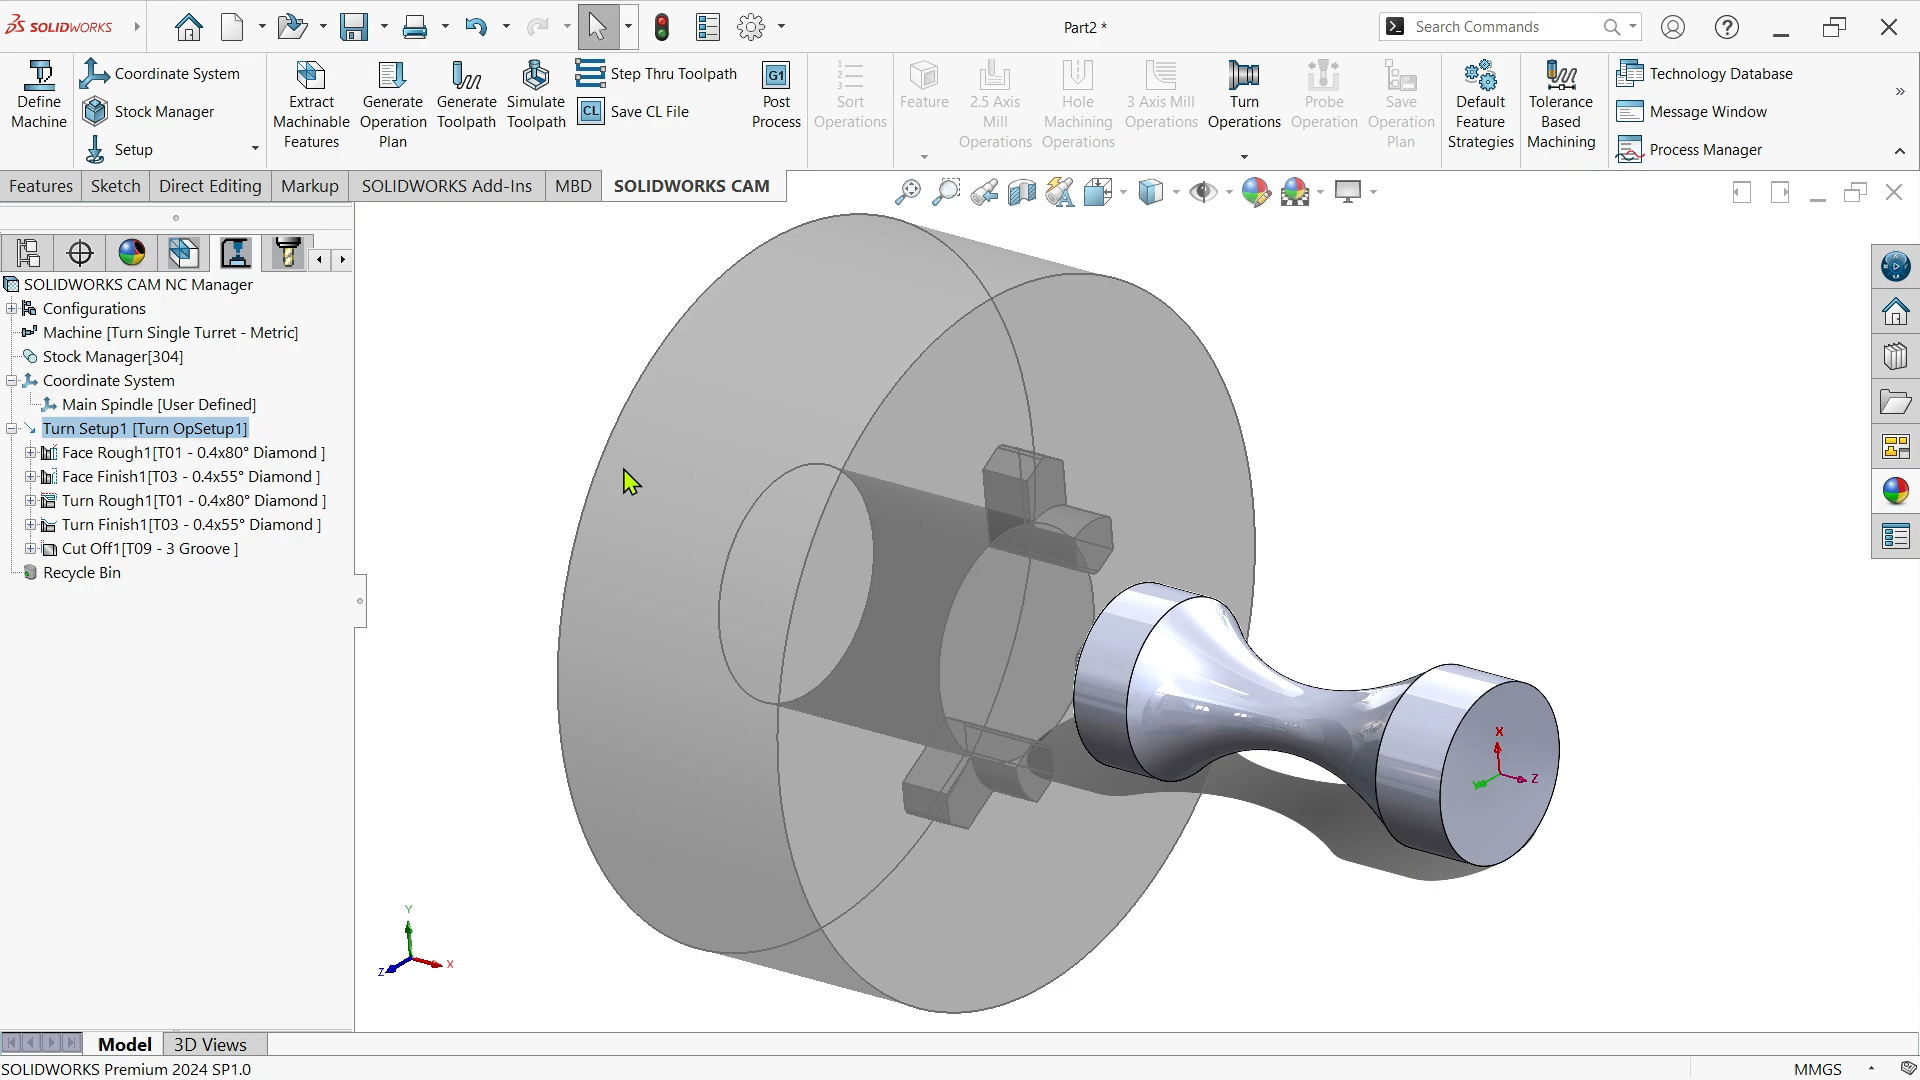 SOLIDWORKS
Part2 *
Search Commands
Define Machine
Coordinate System
Stock Manager
Setup
Extract Machinable Features
Generate Operation Plan
Generate Toolpath
Simulate Toolpath
Step Thru Toolpath
CL Save CL File
G1 Post Process
Sort Operations
Feature
2.5 Axis Mill Operations
Hole Machining Operations
3 Axis Mill Operations
Turn Operations
Probe Operation
Save Operation Plan
Default Feature Strategies
Tolerance Based Machining
Technology Database
Message Window
Process Manager
Features
Sketch
Direct Editing
Markup
SOLIDWORKS Add-Ins
MBD
SOLIDWORKS CAM
SOLIDWORKS CAM NC Manager
Configurations
Machine [Turn Single Turret - Metric]
Stock Manager[304]
Coordinate System
Main Spindle [User Defined]
Turn Setup1 [Turn OpSetup1]
Face Rough1[T01 - 0.4x80° Diamond ]
Face Finish1[T03 - 0.4x55° Diamond ]
Turn Rough1[T01 - 0.4x80° Diamond ]
Turn Finish1[T03 - 0.4x55° Diamond ]
Cut Off1[T09 - 3 Groove ]
Recycle Bin
X
Y
Z
Y
Z
X
Model
3D Views
SOLIDWORKS Premium 2024 SP1.0
MMGS